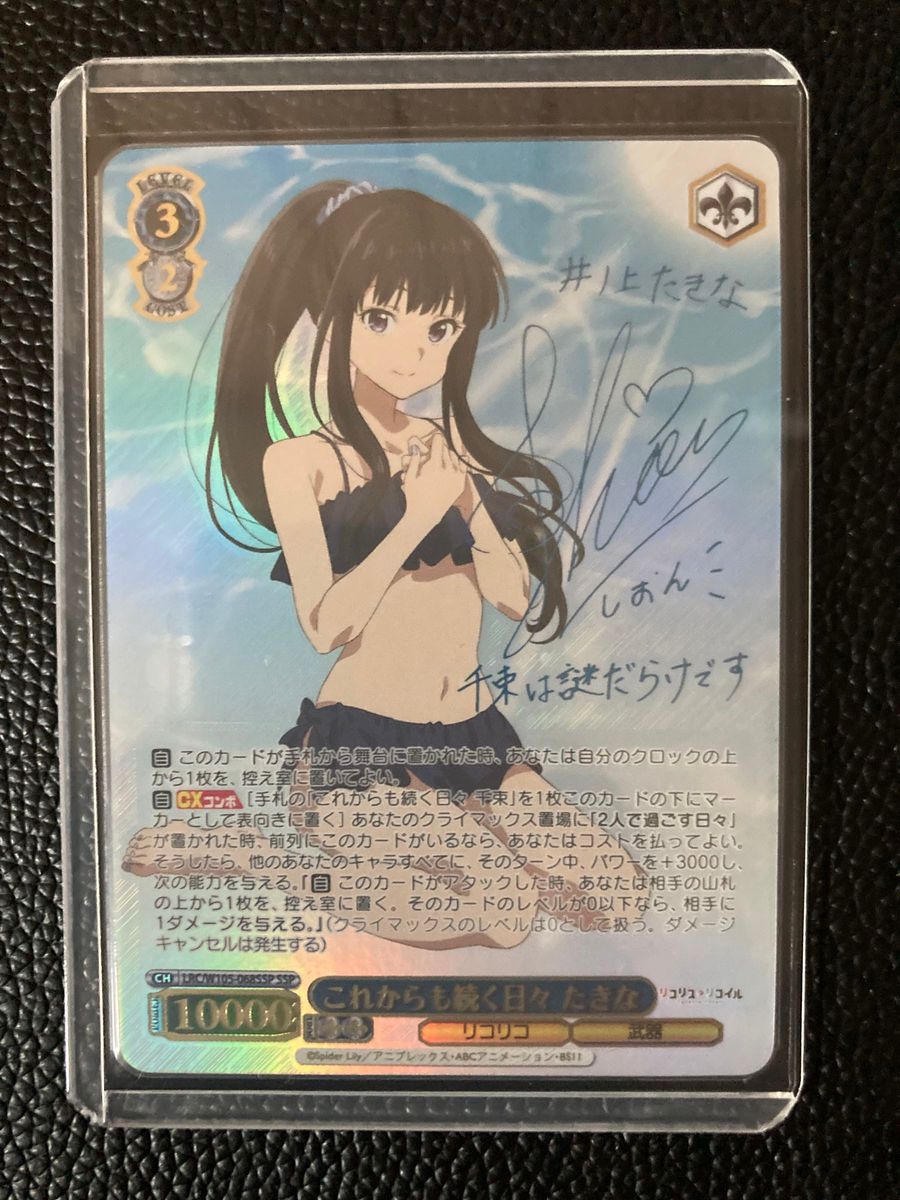 LEVEL
3
2
COST
井ノ上たきな
しおんこ
千束は謎だらけです
自 このカードが手札から舞台に置かれた時、あなたは自分のクロックの上
から1枚を、控え室に置いてよい。
自 CXコンボ ［手札の「これからも続く日々 千束」を1枚このカードの下にマー
カーとして表向きに置く］ あなたのクライマックス置場に「2人で過ごす日々」
が置かれた時、前列にこのカードがいるなら、あなたはコストを払ってよい。
そうしたら、他のあなたのキャラすべてに、そのターン中、パワーを＋3000し、
次の能力を与える。『自 このカードがアタックした時、あなたは相手の山札
の上から1枚を、控え室に置く。そのカードのレベルが0以下なら、相手に
1ダメージを与える。』（クライマックスのレベルは0として扱う。ダメージ
キャンセルは発生する）
CH LRC/W105-068SSP SSP
POWER 10000
これからも続く日々 たきな
リコリス・リコイル
リコリコ
武器
©Spider Lily／アニプレックス・ABCアニメーション・BS11